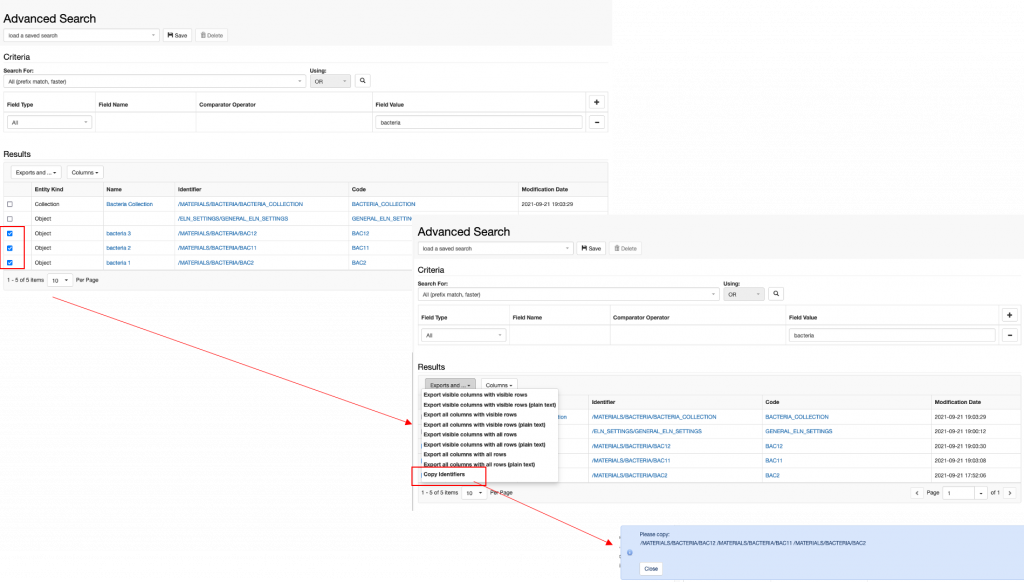 Advanced Search
load a saved search Save Delete
Criteria
Search For: Using:
All (prefix match, faster) OR
Field Type Field Name Comparator Operator Field Value
All bacteria
Results
Exports and ... Columns
Entity Kind Name Identifier Code Modification Date
Collection Bacteria Collection /MATERIALS/BACTERIA/BACTERIA_COLLECTION BACTERIA_COLLECTION 2021-09-21 19:03:29
Object /ELN_SETTINGS/GENERAL_ELN_SETTINGS GENERAL_ELN_SETTIN
Object bacteria 3 /MATERIALS/BACTERIA/BAC12 BAC12
Object bacteria 2 /MATERIALS/BACTERIA/BAC11 BAC11
Object bacteria 1 /MATERIALS/BACTERIA/BAC2 BAC2
1 - 5 of 5 items 10 Per Page
Advanced Search
load a saved search Save Delete
Criteria
Search For: Using:
All (prefix match, faster) OR
Field Type Field Name Comparator Operator Field Value
All bacteria
Results
Exports and ... Columns
Export visible columns with visible rows
Export visible columns with visible rows (plain text)
Export all columns with visible rows
Export all columns with visible rows (plain text)
Export visible columns with all rows
Export visible columns with all rows (plain text)
Export all columns with all rows
Export all columns with all rows (plain text)
Copy Identifiers
Identifier Code Modification Date
tion /MATERIALS/BACTERIA/BACTERIA_COLLECTION BACTERIA_COLLECTION 2021-09-21 19:03:29
/ELN_SETTINGS/GENERAL_ELN_SETTINGS GENERAL_ELN_SETTINGS 2021-09-21 19:00:12
/MATERIALS/BACTERIA/BAC12 BAC12 2021-09-21 19:03:30
/MATERIALS/BACTERIA/BAC11 BAC11 2021-09-21 19:03:08
/MATERIALS/BACTERIA/BAC2 BAC2 2021-09-21 17:52:06
1 - 5 of 5 items 10 Per Page Page 1 of 1
Please copy:
/MATERIALS/BACTERIA/BAC12 /MATERIALS/BACTERIA/BAC11 /MATERIALS/BACTERIA/BAC2
Close